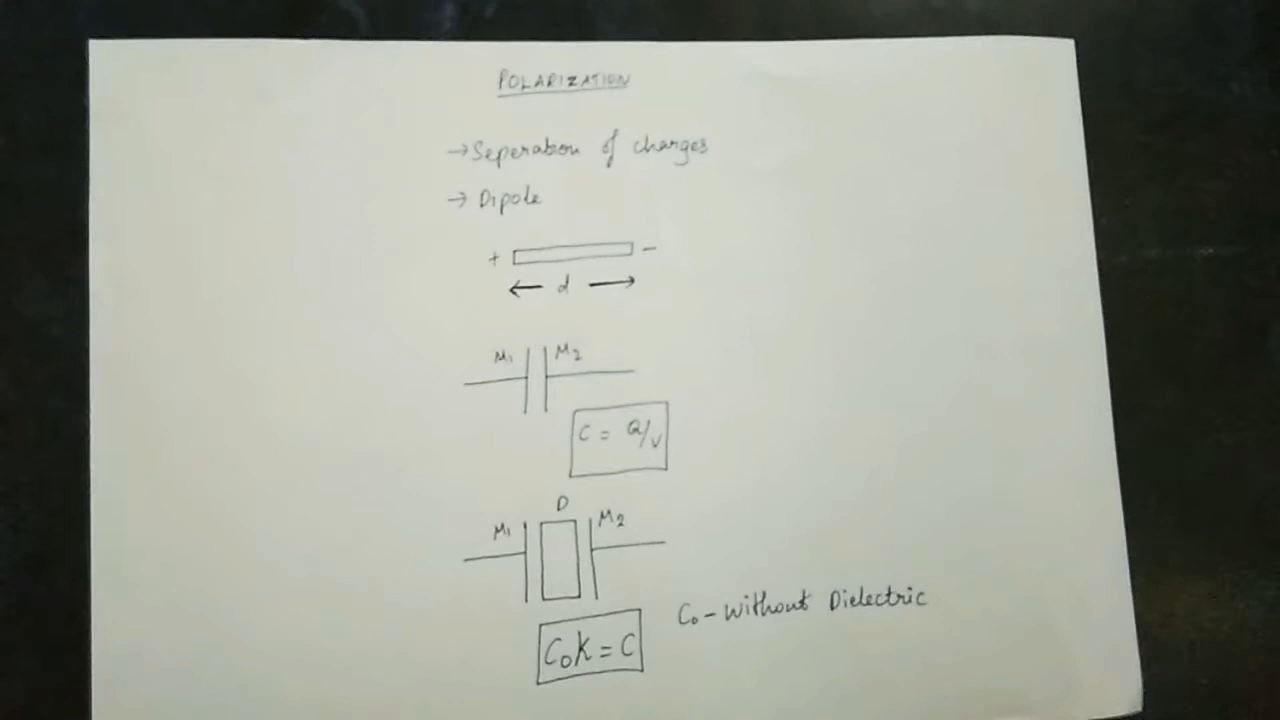 POLARIZATION
→ Seperation of charges
→ Dipole
+ −
← d →
M1 M2
C = Q/V
D
M1 M2
C0 - Without Dielectric
C0K = C